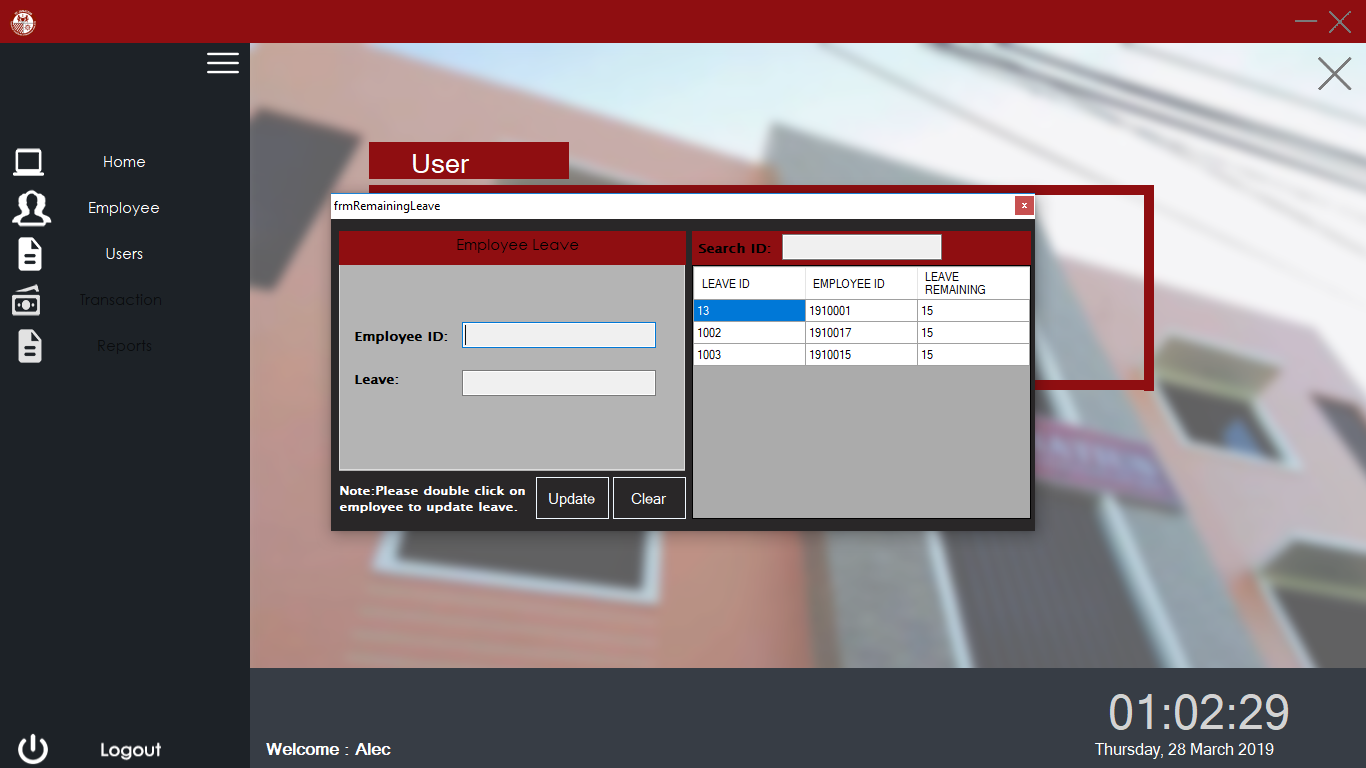 Home
Employee
Users
Transaction
Reports
Logout
User
frmRemainingLeave
x
Employee Leave
Employee ID:
Leave:
Note:Please double click on
employee to update leave.
Update
Clear
Search ID:
LEAVE ID EMPLOYEE ID LEAVE
REMAINING
13 1910001 15
1002 1910017 15
1003 1910015 15
Welcome : Alec
01:02:29
Thursday, 28 March 2019